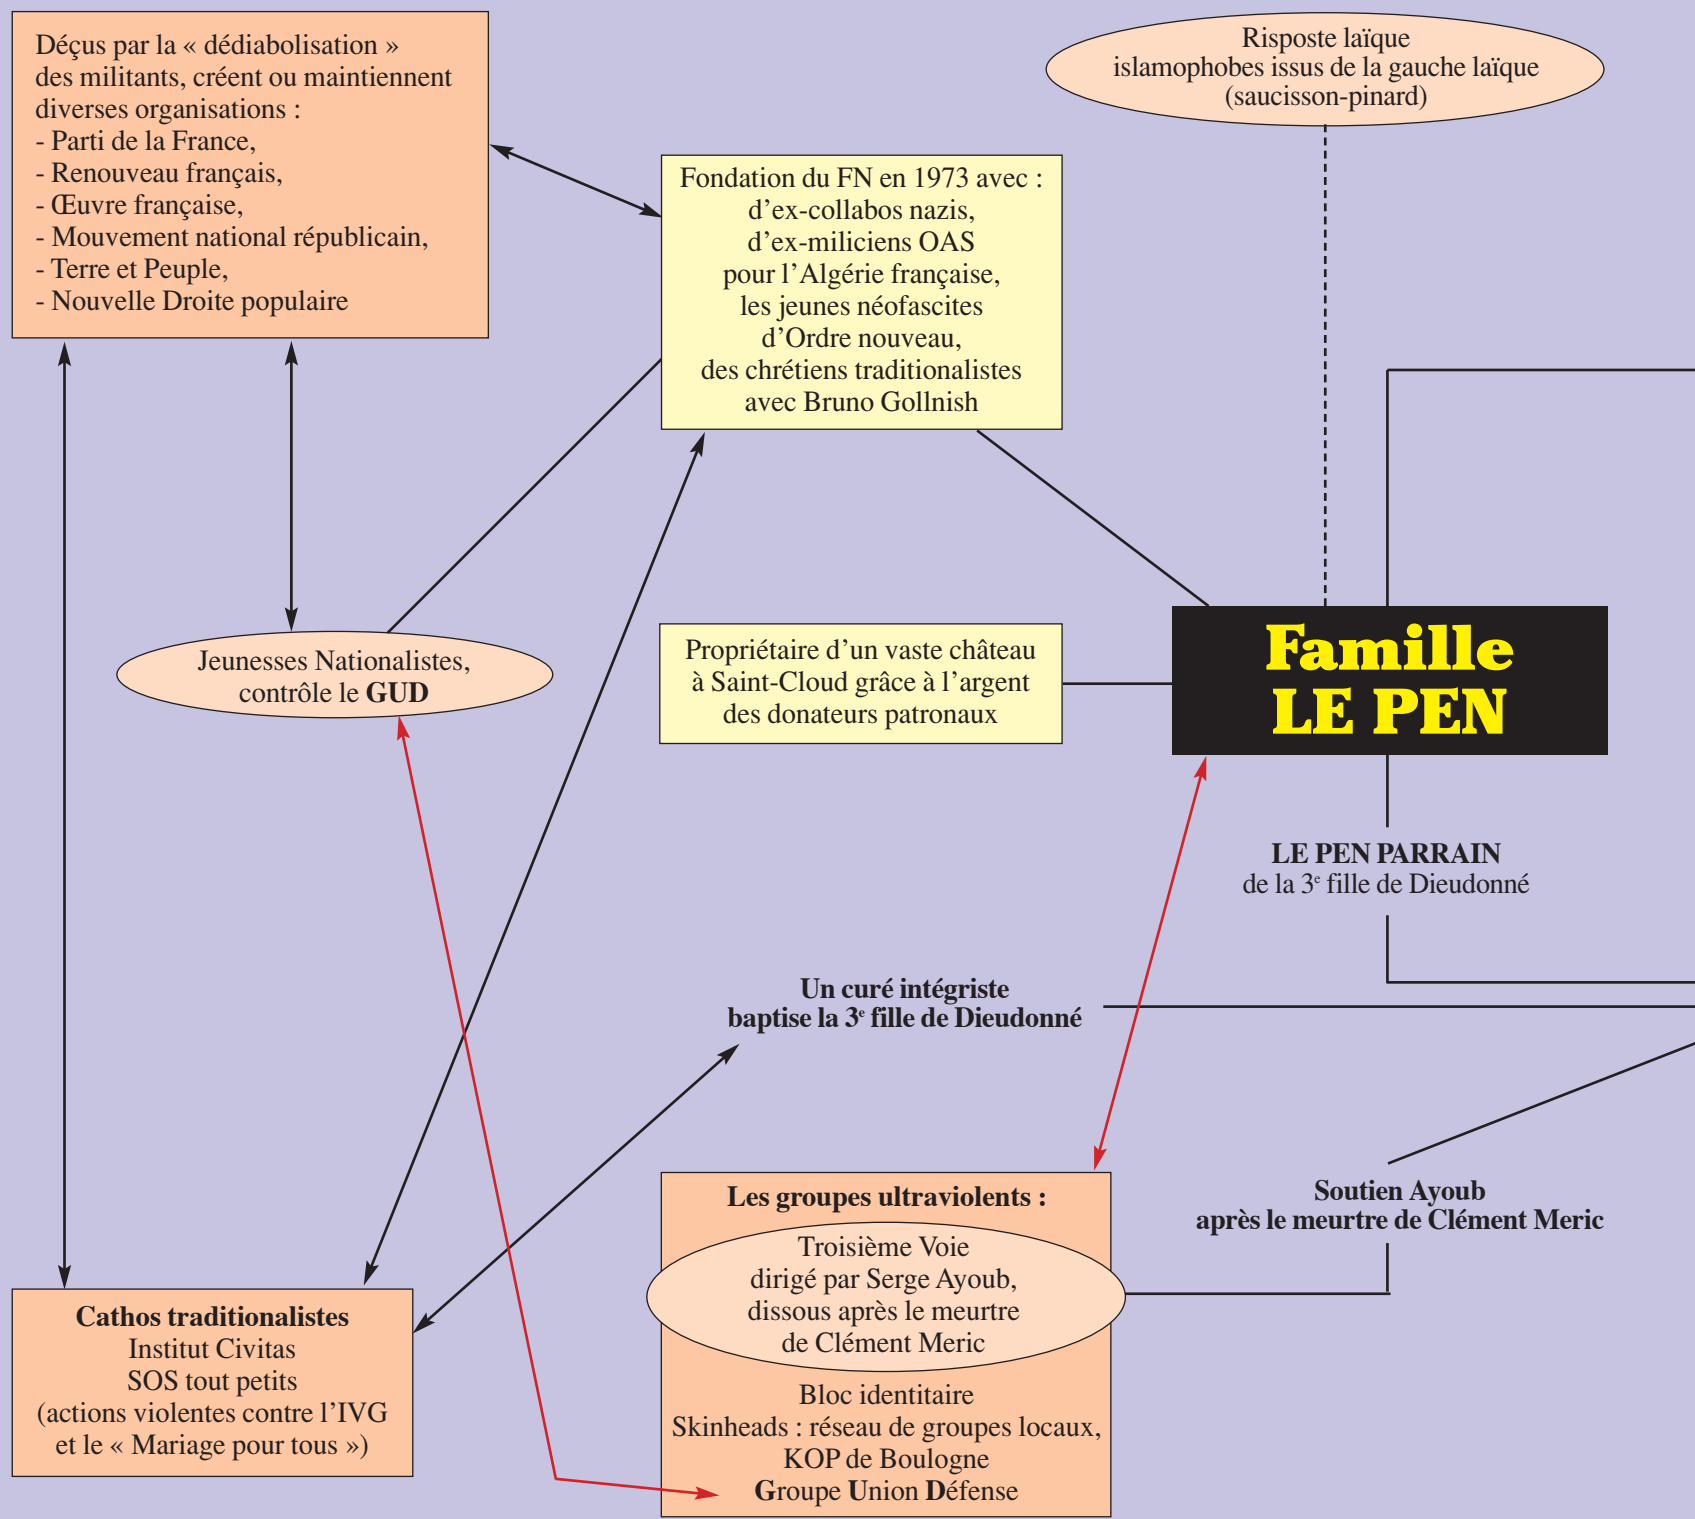 Déçus par la « dédiabolisation »
des militants, créent ou maintiennent
diverses organisations :
- Parti de la France,
- Renouveau français,
- Œuvre française,
- Mouvement national républicain,
- Terre et Peuple,
- Nouvelle Droite populaire
Risposte laïque
islamophobes issus de la gauche laïque
(saucisson-pinard)
Fondation du FN en 1973 avec :
d’ex-collabos nazis,
d’ex-miliciens OAS
pour l’Algérie française,
les jeunes néofascites
d’Ordre nouveau,
des chrétiens traditionalistes
avec Bruno Gollnish
Jeunesses Nationalistes,
contrôle le GUD
Propriétaire d’un vaste château
à Saint-Cloud grâce à l’argent
des donateurs patronaux
Famille
LE PEN
LE PEN PARRAIN
de la 3e fille de Dieudonné
Un curé intégriste
baptise la 3e fille de Dieudonné
Soutien Ayoub
après le meurtre de Clément Meric
Les groupes ultraviolents :
Troisième Voie
dirigé par Serge Ayoub,
dissous après le meurtre
de Clément Meric
Bloc identitaire
Skinheads : réseau de groupes locaux,
KOP de Boulogne
Groupe Union Défense
Cathos traditionalistes
Institut Civitas
SOS tout petits
(actions violentes contre l’IVG
et le « Mariage pour tous »)